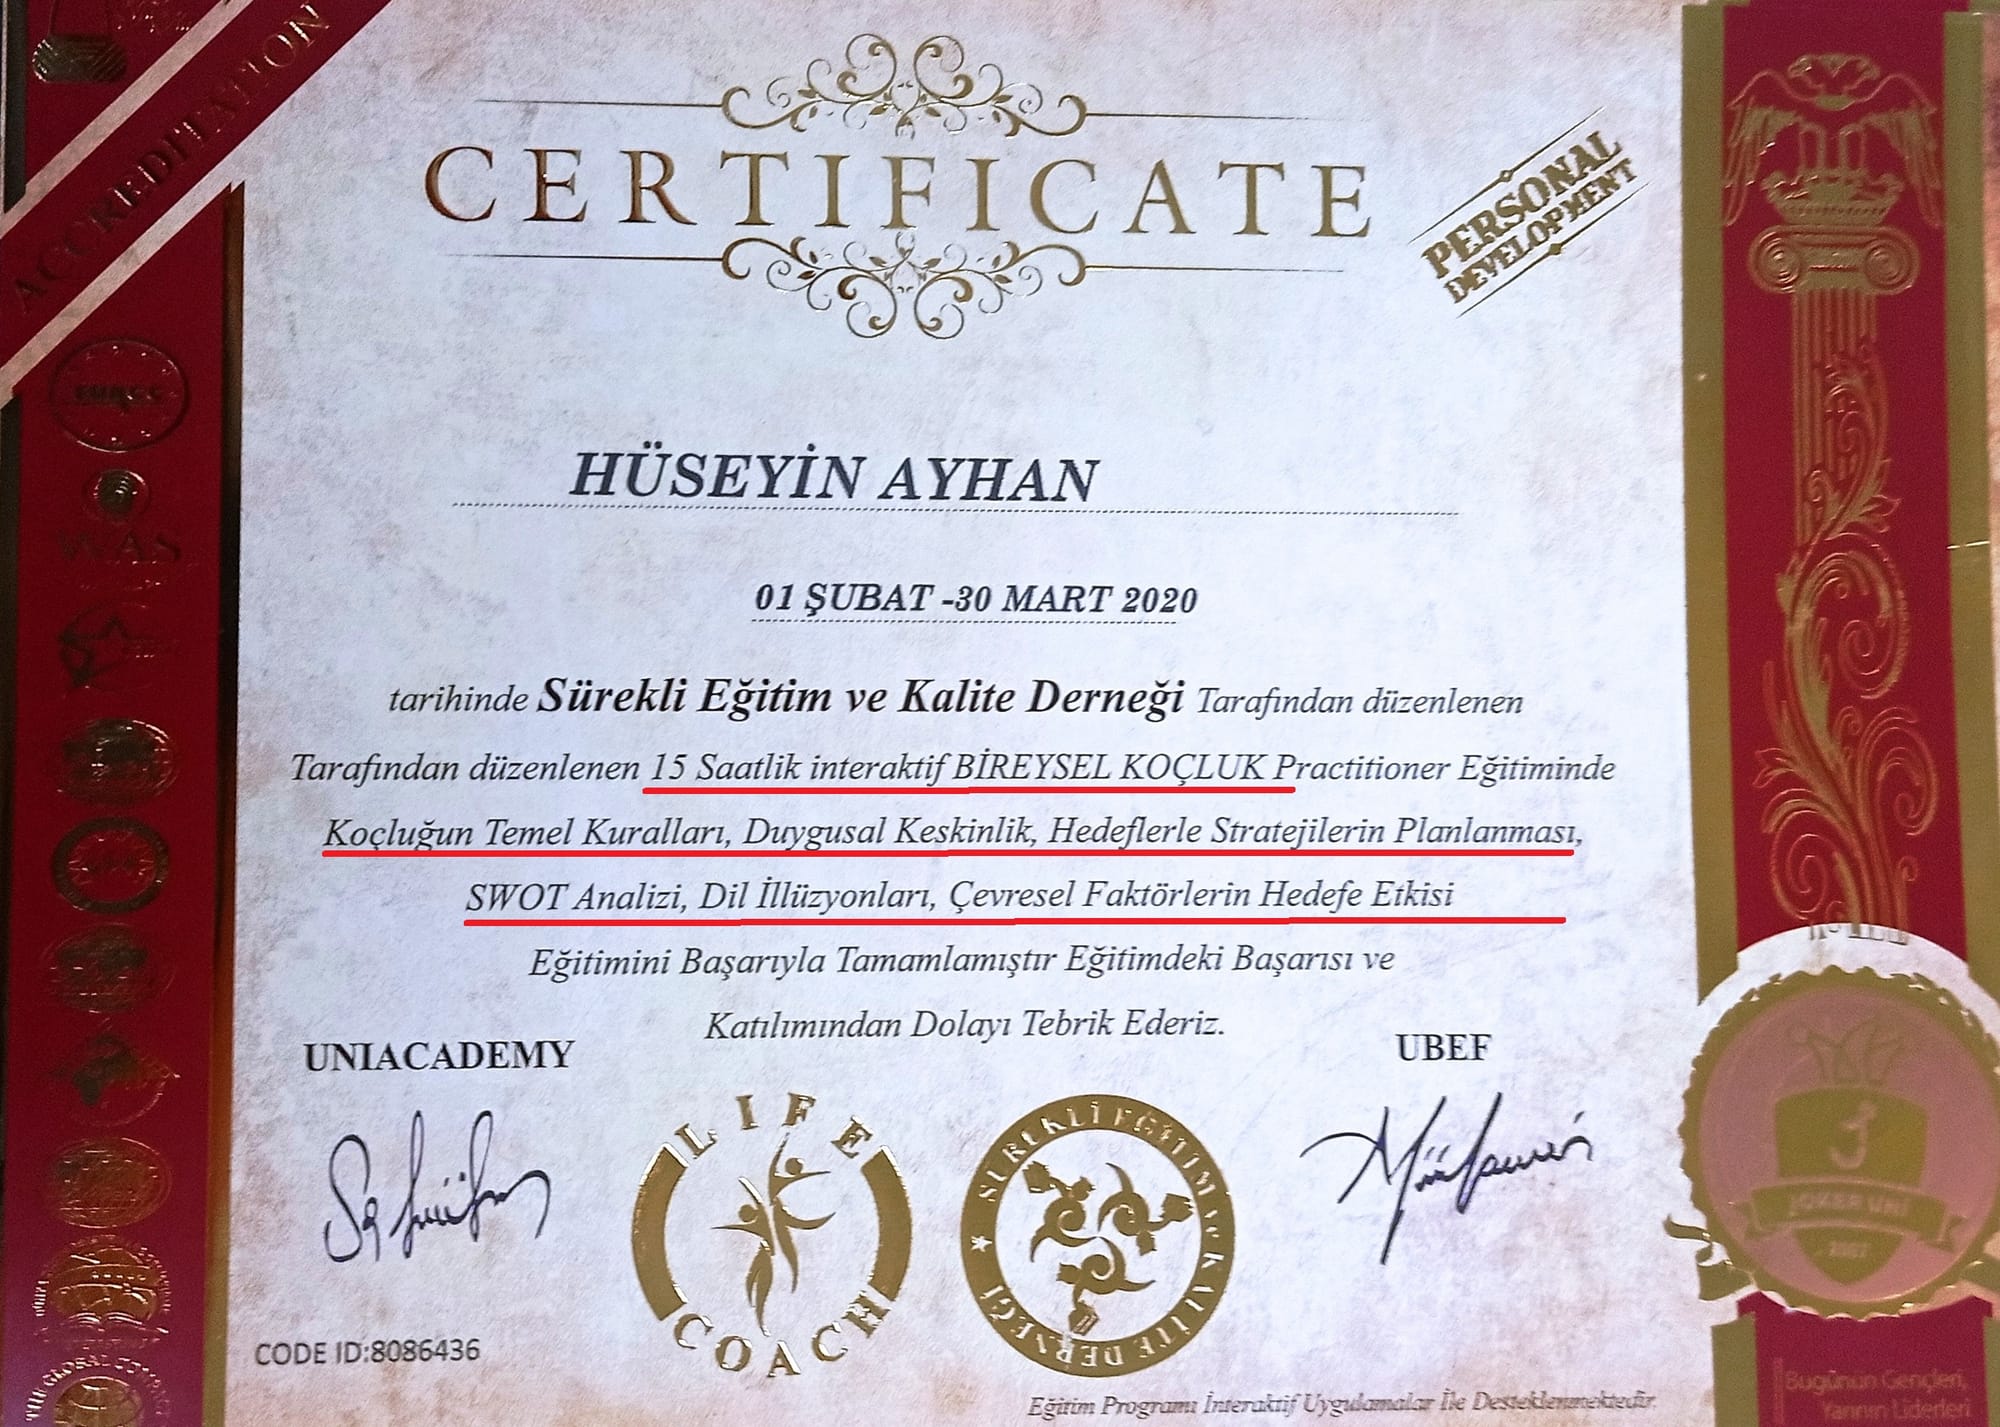 ACCREDITATION
CERTIFICATE
PERSONAL
DEVELOPMENT
HÜSEYİN AYHAN
01 ŞUBAT -30 MART 2020
tarihinde Sürekli Eğitim ve Kalite Derneği Tarafından düzenlenen
Tarafından düzenlenen 15 Saatlik interaktif BİREYSEL KOÇLUK Practitioner Eğitiminde
Koçluğun Temel Kuralları, Duygusal Keskinlik, Hedeflerle Stratejilerin Planlanması,
SWOT Analizi, Dil İllüzyonları, Çevresel Faktörlerin Hedefe Etkisi
Eğitimini Başarıyla Tamamlamıştır Eğitimdeki Başarısı ve
Katılımından Dolayı Tebrik Ederiz.
UNIACADEMY
UBEF
LIFE
COACH
SÜREKLİ EĞİTİM ve KALİTE DERNEĞİ
WAS
JOKER UNI
CODE ID:8086436
THE GLOBAL
Eğitim Programı İnteraktif Uygulamalar İle Desteklenmektedir.
Bugünün Gençleri,
Yarının Liderleri